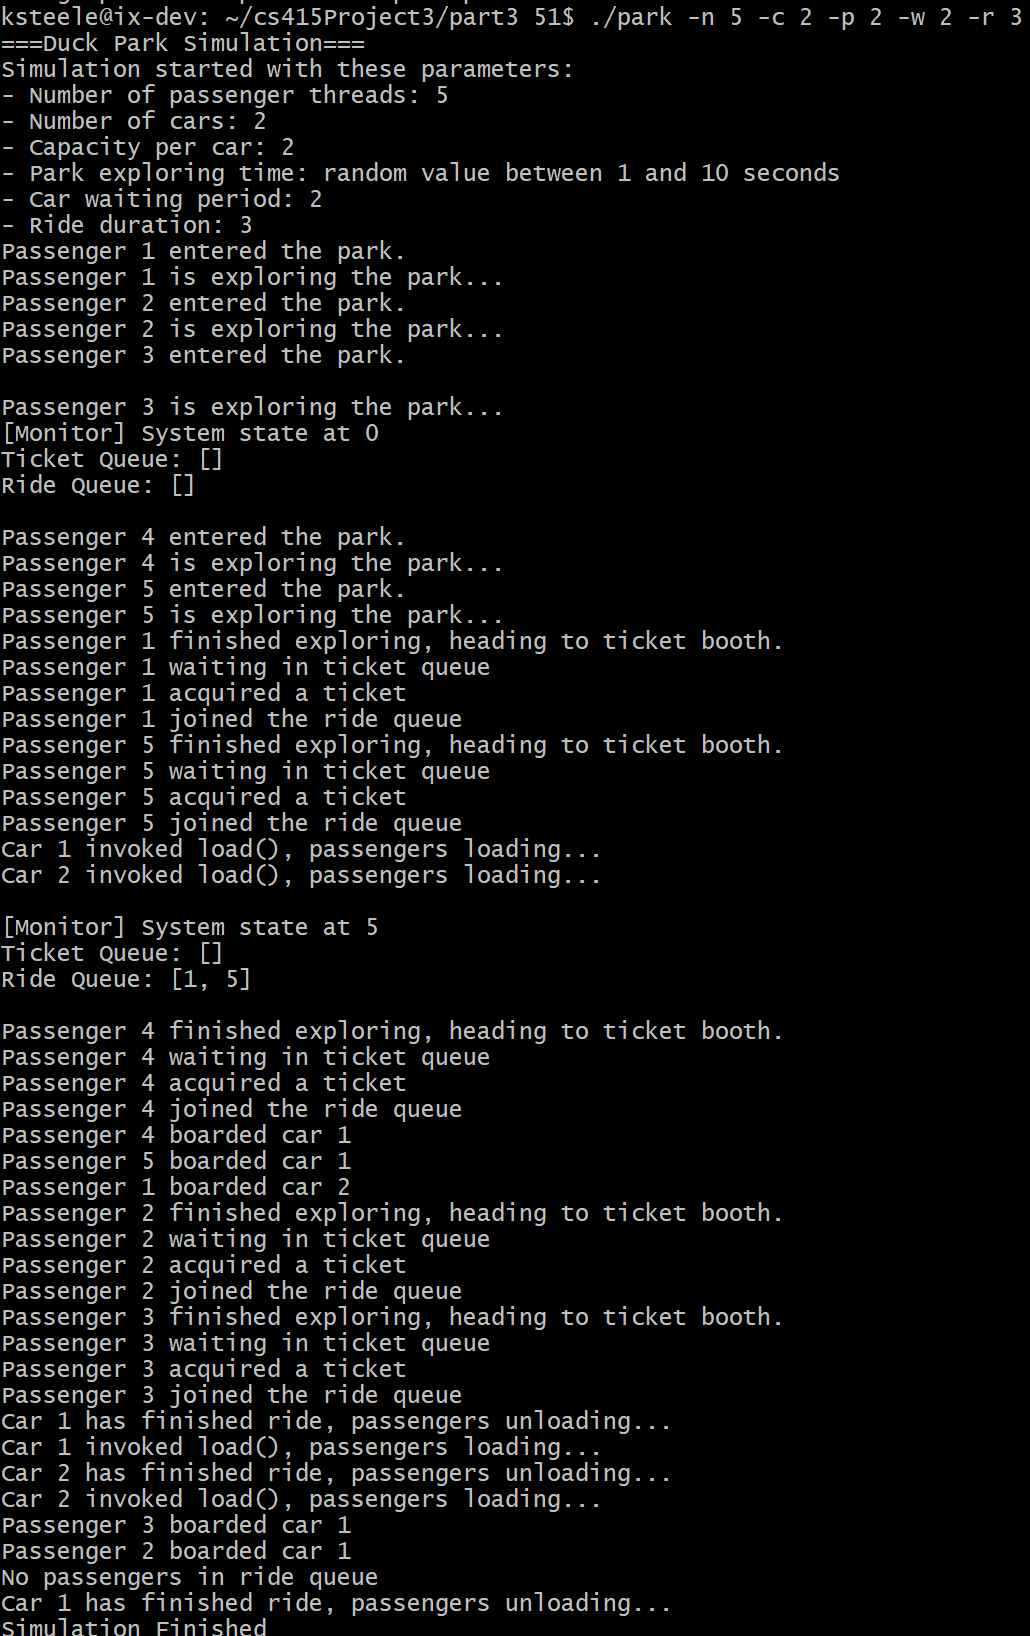 ksteele@ix-dev: ~/cs415Project3/part3 51$ ./park -n 5 -c 2 -p 2 -w 2 -r 3
===Duck Park Simulation===
Simulation started with these parameters:
- Number of passenger threads: 5
- Number of cars: 2
- Capacity per car: 2
- Park exploring time: random value between 1 and 10 seconds
- Car waiting period: 2
- Ride duration: 3
Passenger 1 entered the park.
Passenger 1 is exploring the park...
Passenger 2 entered the park.
Passenger 2 is exploring the park...
Passenger 3 entered the park.
Passenger 3 is exploring the park...
[Monitor] System state at 0
Ticket Queue: []
Ride Queue: []
Passenger 4 entered the park.
Passenger 4 is exploring the park...
Passenger 5 entered the park.
Passenger 5 is exploring the park...
Passenger 1 finished exploring, heading to ticket booth.
Passenger 1 waiting in ticket queue
Passenger 1 acquired a ticket
Passenger 1 joined the ride queue
Passenger 5 finished exploring, heading to ticket booth.
Passenger 5 waiting in ticket queue
Passenger 5 acquired a ticket
Passenger 5 joined the ride queue
Car 1 invoked load(), passengers loading...
Car 2 invoked load(), passengers loading...
[Monitor] System state at 5
Ticket Queue: []
Ride Queue: [1, 5]
Passenger 4 finished exploring, heading to ticket booth.
Passenger 4 waiting in ticket queue
Passenger 4 acquired a ticket
Passenger 4 joined the ride queue
Passenger 4 boarded car 1
Passenger 5 boarded car 1
Passenger 1 boarded car 2
Passenger 2 finished exploring, heading to ticket booth.
Passenger 2 waiting in ticket queue
Passenger 2 acquired a ticket
Passenger 2 joined the ride queue
Passenger 3 finished exploring, heading to ticket booth.
Passenger 3 waiting in ticket queue
Passenger 3 acquired a ticket
Passenger 3 joined the ride queue
Car 1 has finished ride, passengers unloading...
Car 1 invoked load(), passengers loading...
Car 2 has finished ride, passengers unloading...
Car 2 invoked load(), passengers loading...
Passenger 3 boarded car 1
Passenger 2 boarded car 1
No passengers in ride queue
Car 1 has finished ride, passengers unloading...
Simulation Finished